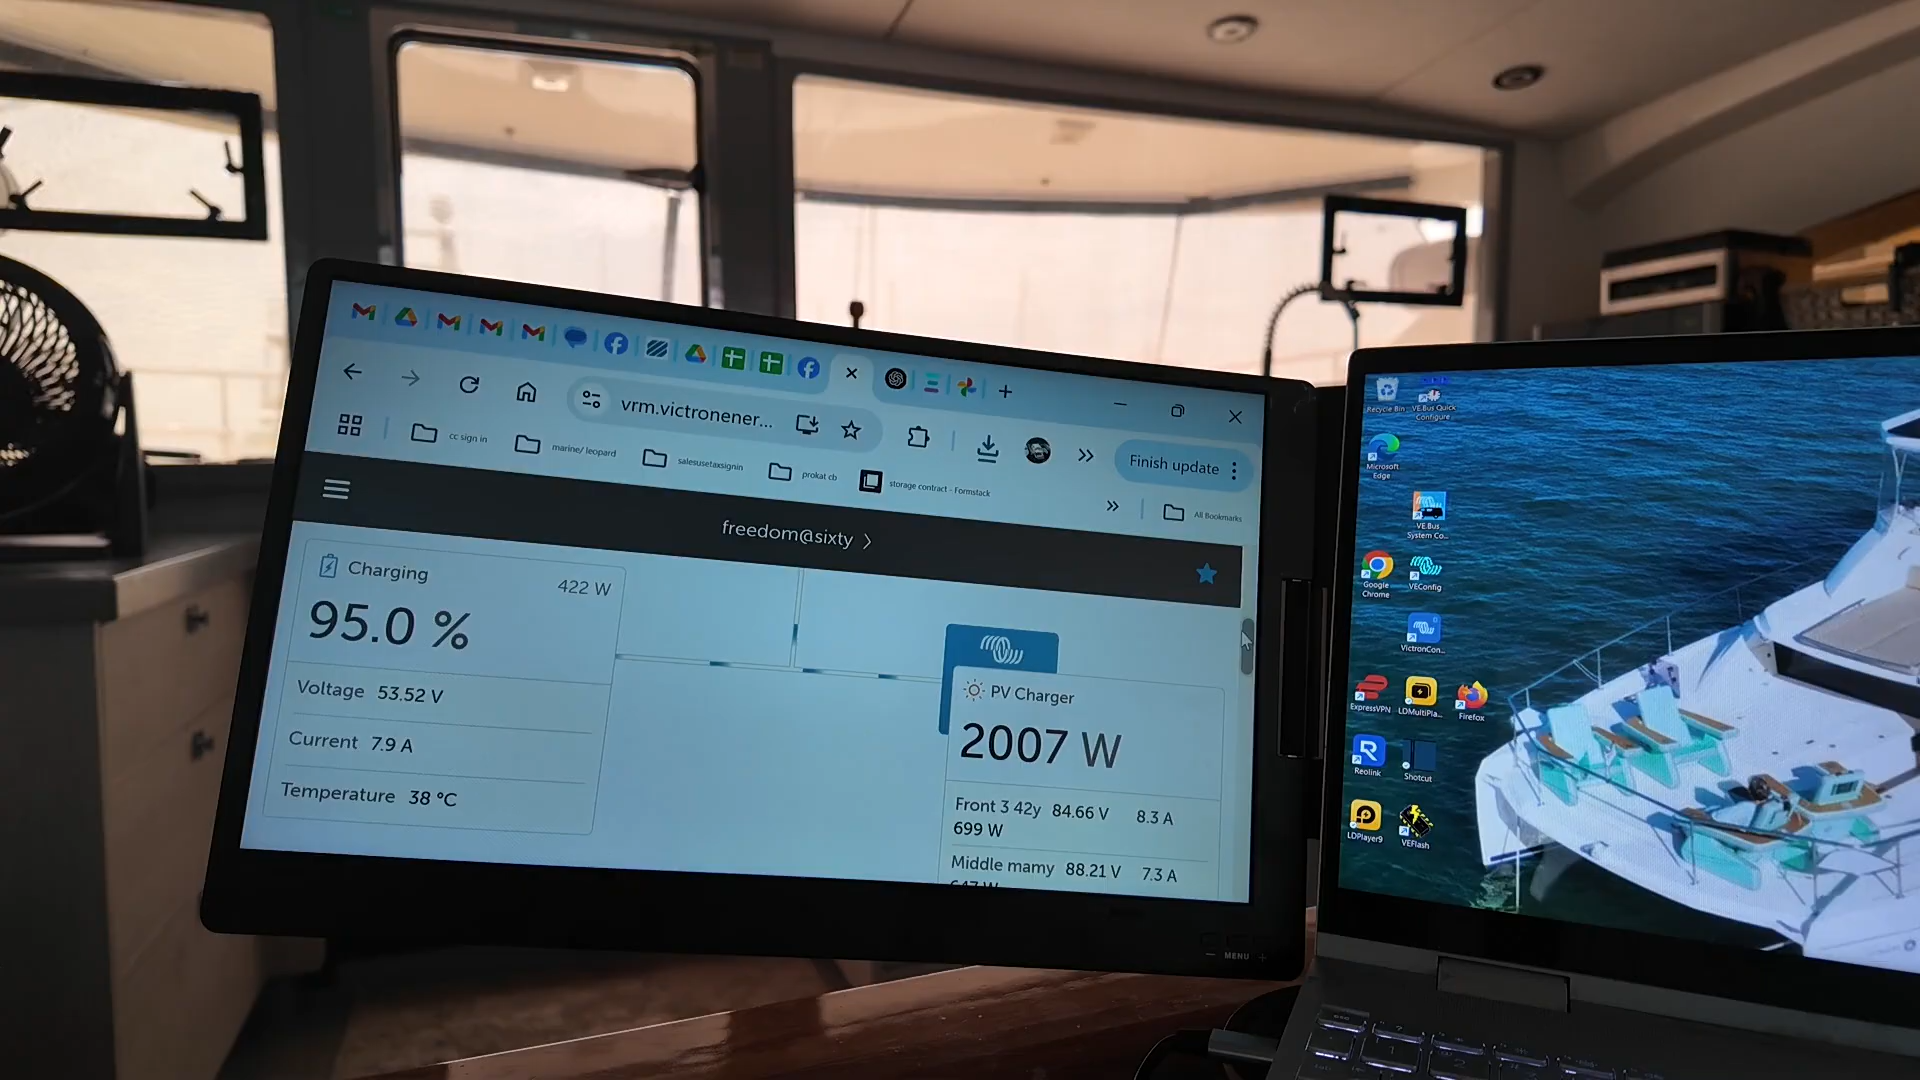 vrm.victronener...
Finish update
cc sign in
marine/ leopard
salesusetaxsignin
prokat cb
storage contract - Formstack
All Bookmarks
freedom@sixty
Charging
422 W
95.0 %
Voltage 53.52 V
Current 7.9 A
Temperature 38 °C
PV Charger
2007 W
Front 3 42y 84.66 V 8.3 A
699 W
Middle mamy 88.21 V 7.3 A
647 W
- MENU +
Recycle Bin
VE.Bus Quick
Configure
Microsoft
Edge
VE.Bus
System Co...
Google
Chrome
VEConfig
VictronCon...
ExpressVPN
LDMultiPla...
Firefox
Reolink
Shotcut
LDPlayer9
VEFlash